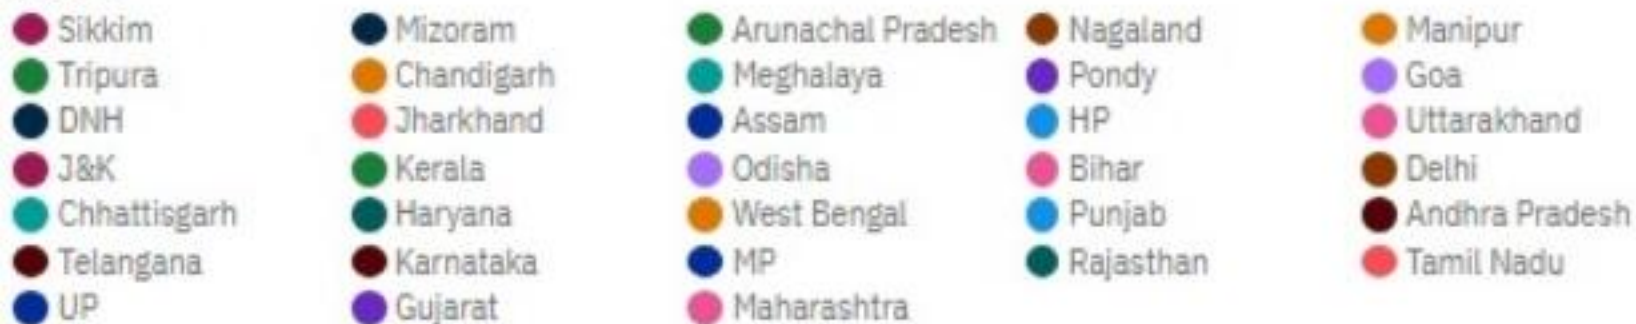 Sikkim Mizoram Arunachal Pradesh Nagaland Manipur
Tripura Chandigarh Meghalaya Pondy Goa
DNH Jharkhand Assam HP Uttarakhand
J&K Kerala Odisha Bihar Delhi
Chhattisgarh Haryana West Bengal Punjab Andhra Pradesh
Telangana Karnataka MP Rajasthan Tamil Nadu
UP Gujarat Maharashtra